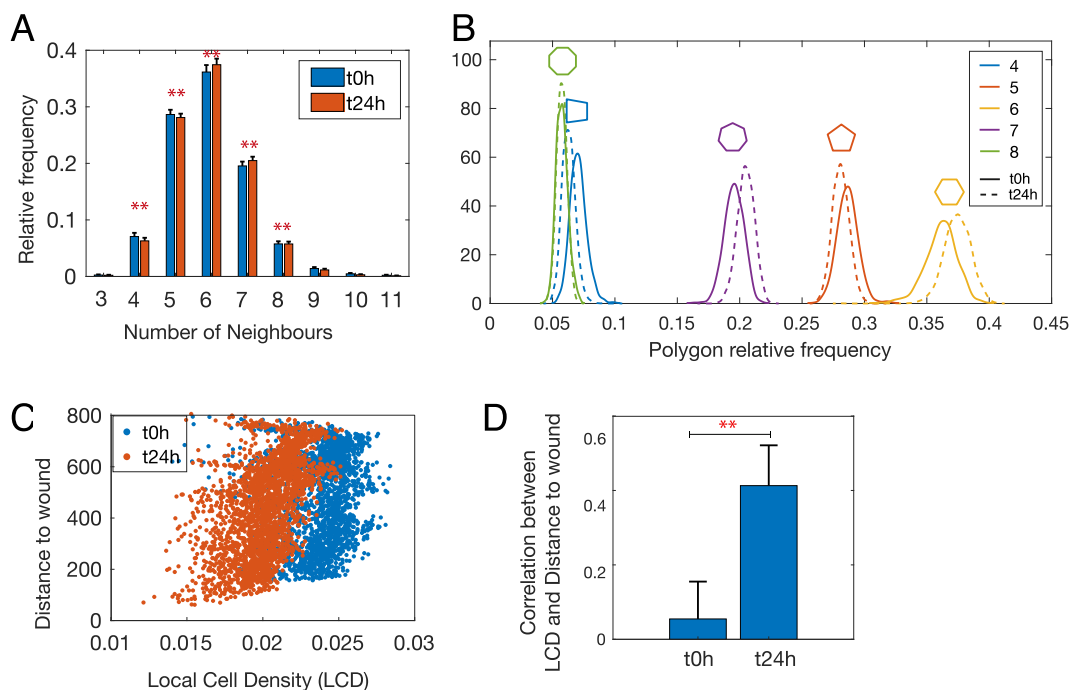 A
0.4
0.3
0.2
0.1
0
Relative frequency
** ** ** ** **
t0h
t24h
3 4 5 6 7 8 9 10 11
Number of Neighbours
B
100
80
60
40
20
0
4
5
6
7
8
t0h
t24h
0 0.05 0.1 0.15 0.2 0.25 0.3 0.35 0.4 0.45
Polygon relative frequency
C
800
600
400
200
0
Distance to wound
t0h
t24h
0.01 0.015 0.02 0.025 0.03
Local Cell Density (LCD)
D
Correlation between
LCD and Distance to wound
0.6
0.4
0.2
0
**
t0h t24h